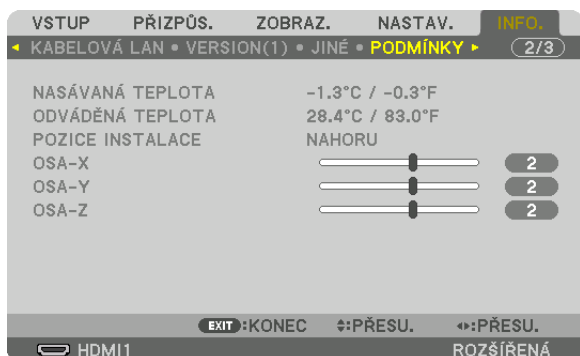 VSTUP PŘIZPŮS. ZOBRAZ. NASTAV. INFO.
◄ KABELOVÁ LAN • VERSION(1) • JINÉ • PODMÍNKY ► 2/3
NASÁVANÁ TEPLOTA -1.3°C / -0.3°F
ODVÁDĚNÁ TEPLOTA 28.4°C / 83.0°F
POZICE INSTALACE NAHORU
OSA-X 2
OSA-Y 2
OSA-Z 2
EXIT:KONEC :PŘESU. :PŘESU.
HDMI1 ROZŠÍŘENÁ